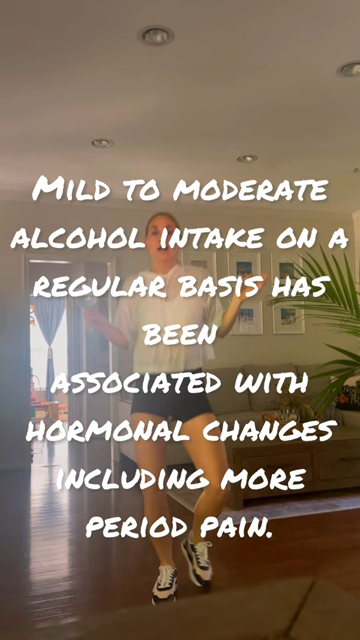 Mild to moderate
alcohol intake on a
regular basis has
been
associated with
hormonal changes
including more
period pain.